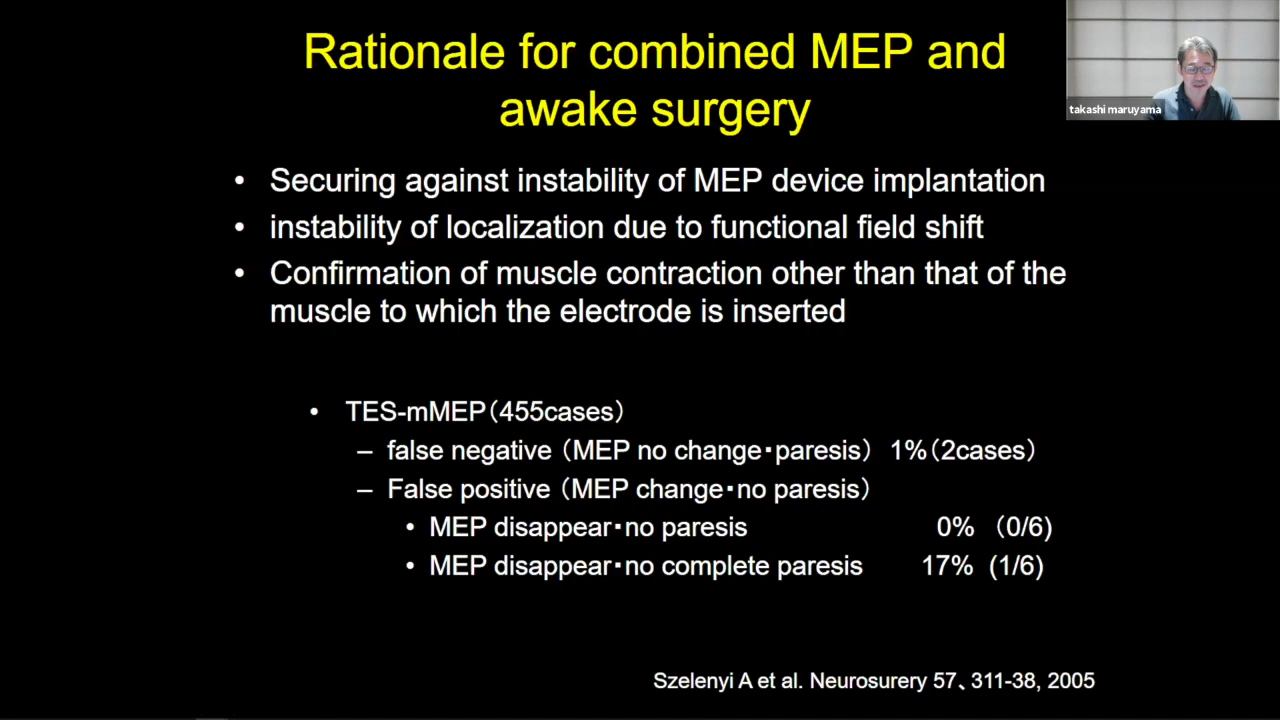 Rationale for combined MEP and
awake surgery
takashi maruyama
• Securing against instability of MEP device implantation
• instability of localization due to functional field shift
• Confirmation of muscle contraction other than that of the
muscle to which the electrode is inserted
• TES-mMEP(455cases)
– false negative (MEP no change・paresis) 1%(2cases)
– False positive (MEP change・no paresis)
• MEP disappear・no paresis 0% (0/6)
• MEP disappear・no complete paresis 17% (1/6)
Szelenyi A et al. Neurosurery 57、311-38, 2005